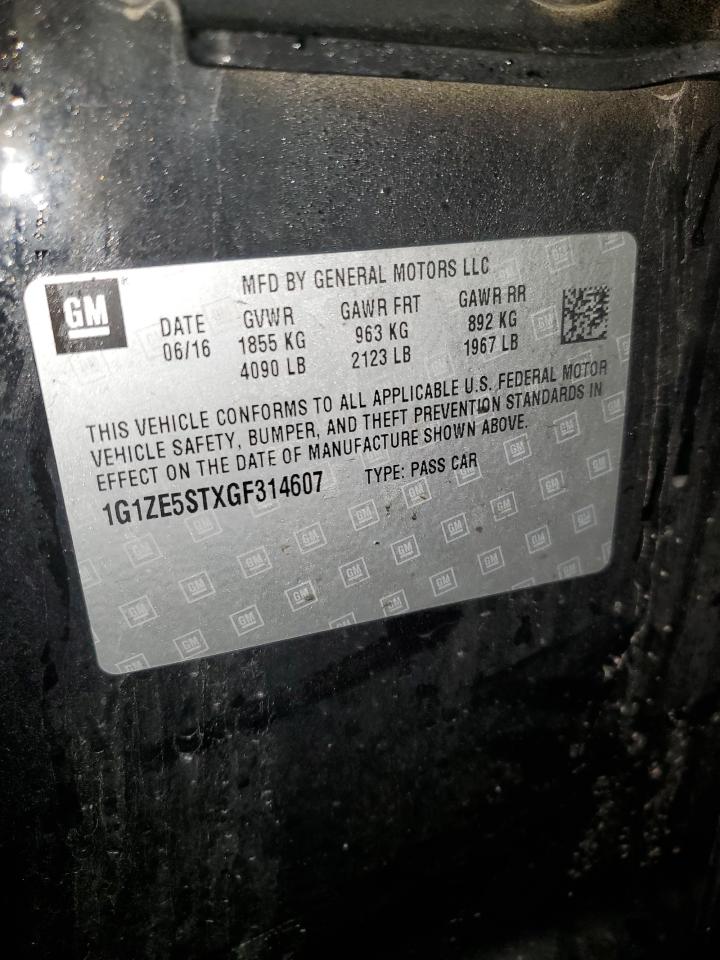 MFD BY GENERAL MOTORS LLC
GM
DATE GVWR GAWR FRT GAWR RR
06/16 1855 KG 963 KG 892 KG
4090 LB 2123 LB 1967 LB
THIS VEHICLE CONFORMS TO ALL APPLICABLE U.S. FEDERAL MOTOR
VEHICLE SAFETY, BUMPER, AND THEFT PREVENTION STANDARDS IN
EFFECT ON THE DATE OF MANUFACTURE SHOWN ABOVE.
1G1ZE5STXGF314607 TYPE: PASS CAR